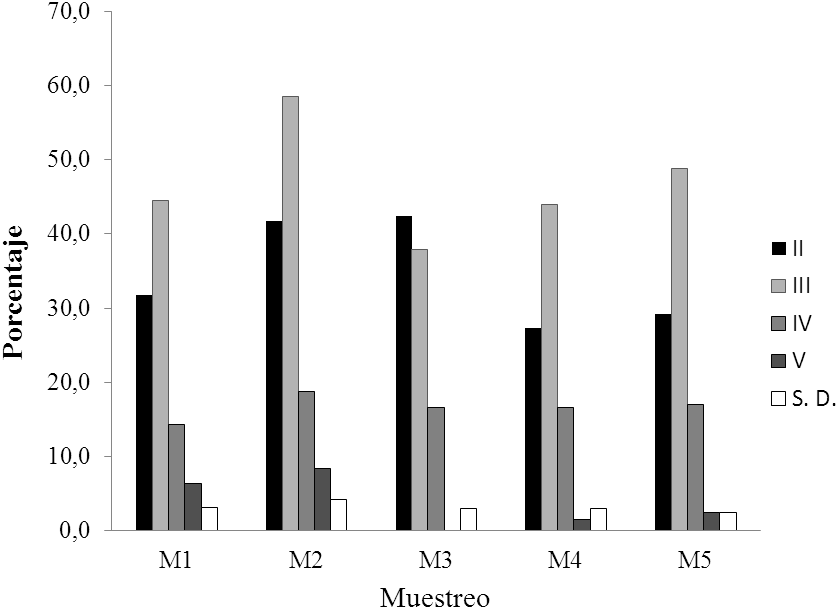 70,0
60,0
50,0
40,0
30,0
20,0
10,0
0,0
Porcentaje
M1 M2 M3 M4 M5
Muestreo
II
III
IV
V
S. D.